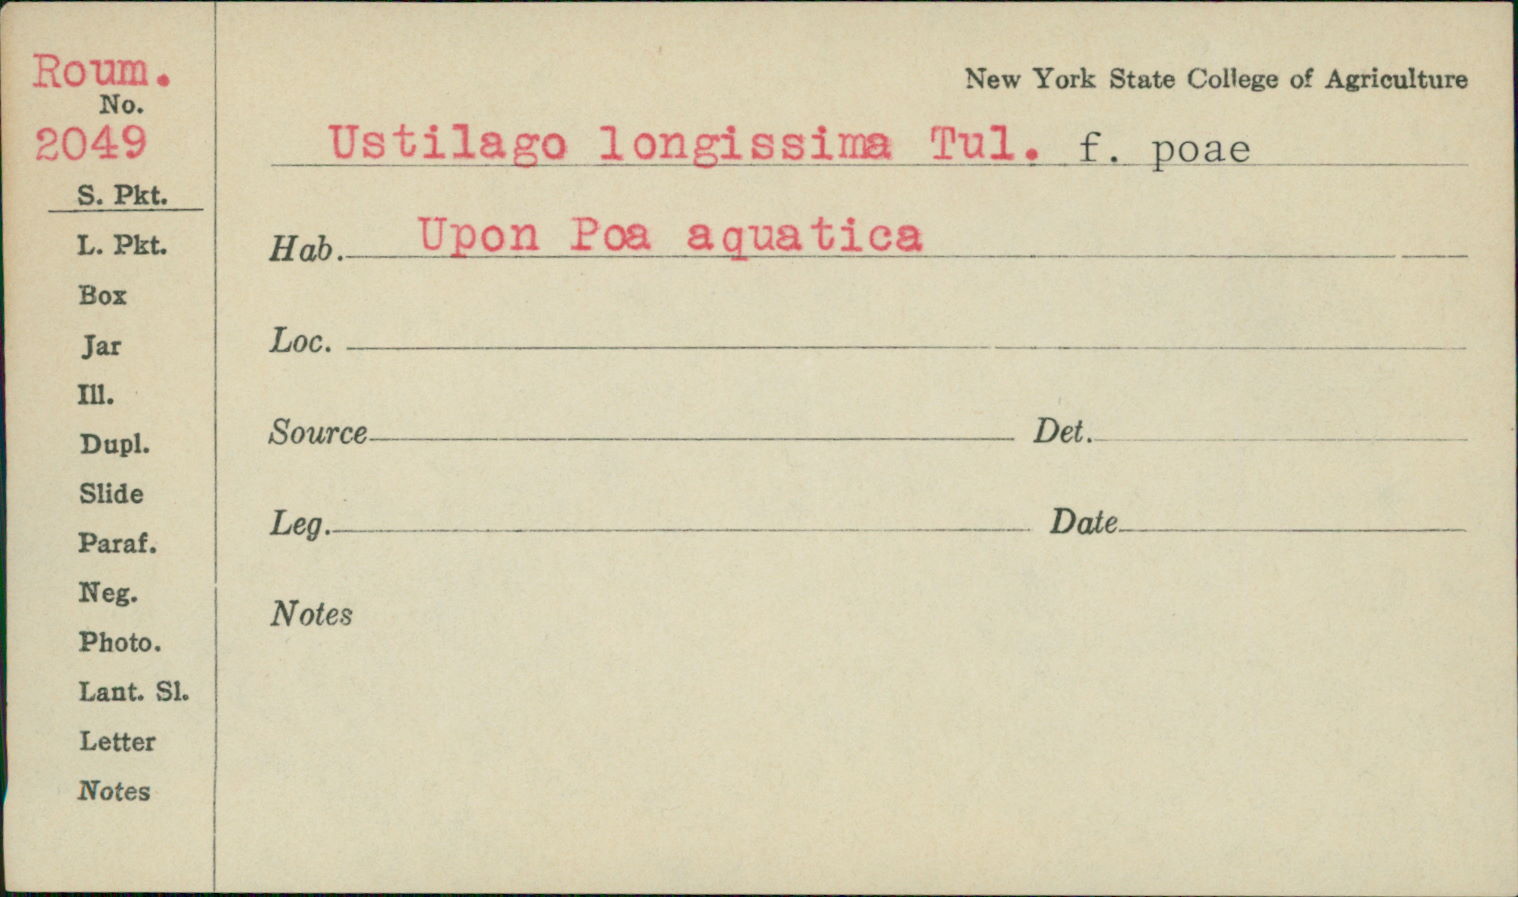 Roum.
No.
2049
S. Pkt.
L. Pkt.
Box
Jar
Ill.
Dupl.
Slide
Paraf.
Neg.
Photo.
Lant. Sl.
Letter
Notes
New York State College of Agriculture
Ustilago longissima Tul. f. poae
Hab. Upon Poa aquatica
Loc.
Source Det.
Leg. Date
Notes